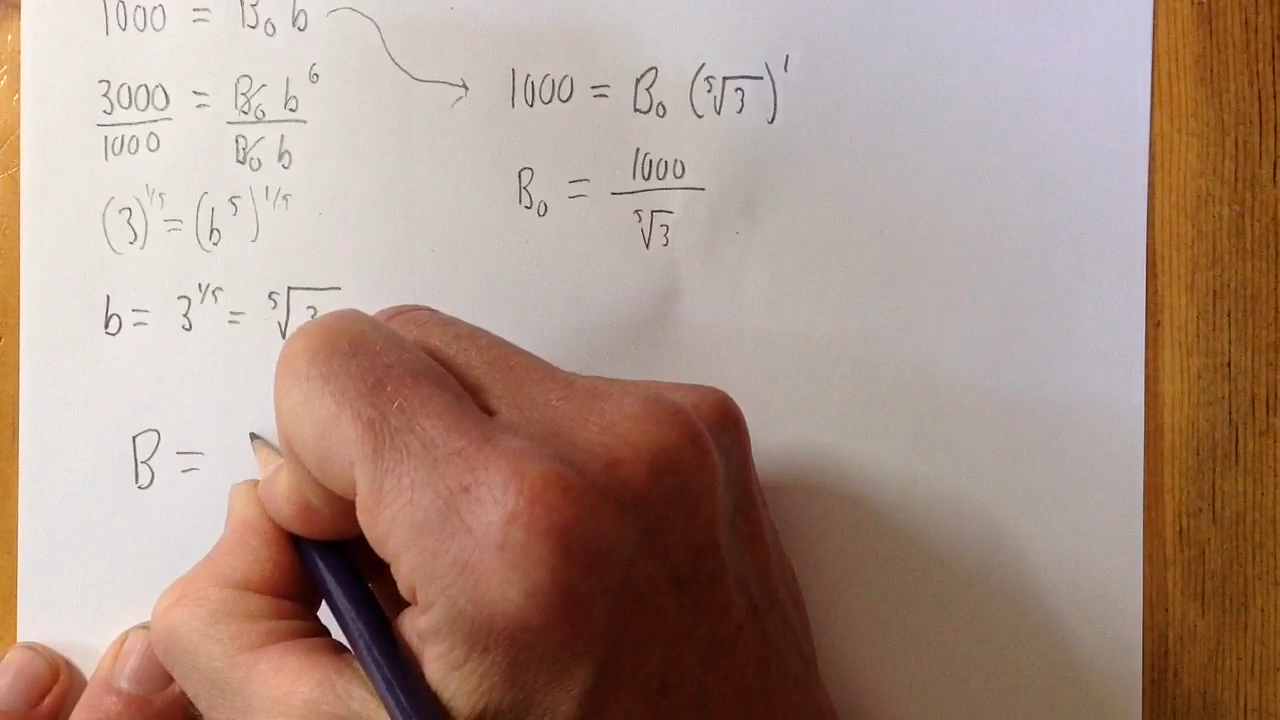 1000 = B₀ b
3000/1000 = B₀ b⁶/B₀ b
(3)^1/5 = (b⁵)^1/5
b = 3^1/5 = ⁵√3
B =
1000 = B₀ (⁵√3)¹
B₀ = 1000/⁵√3